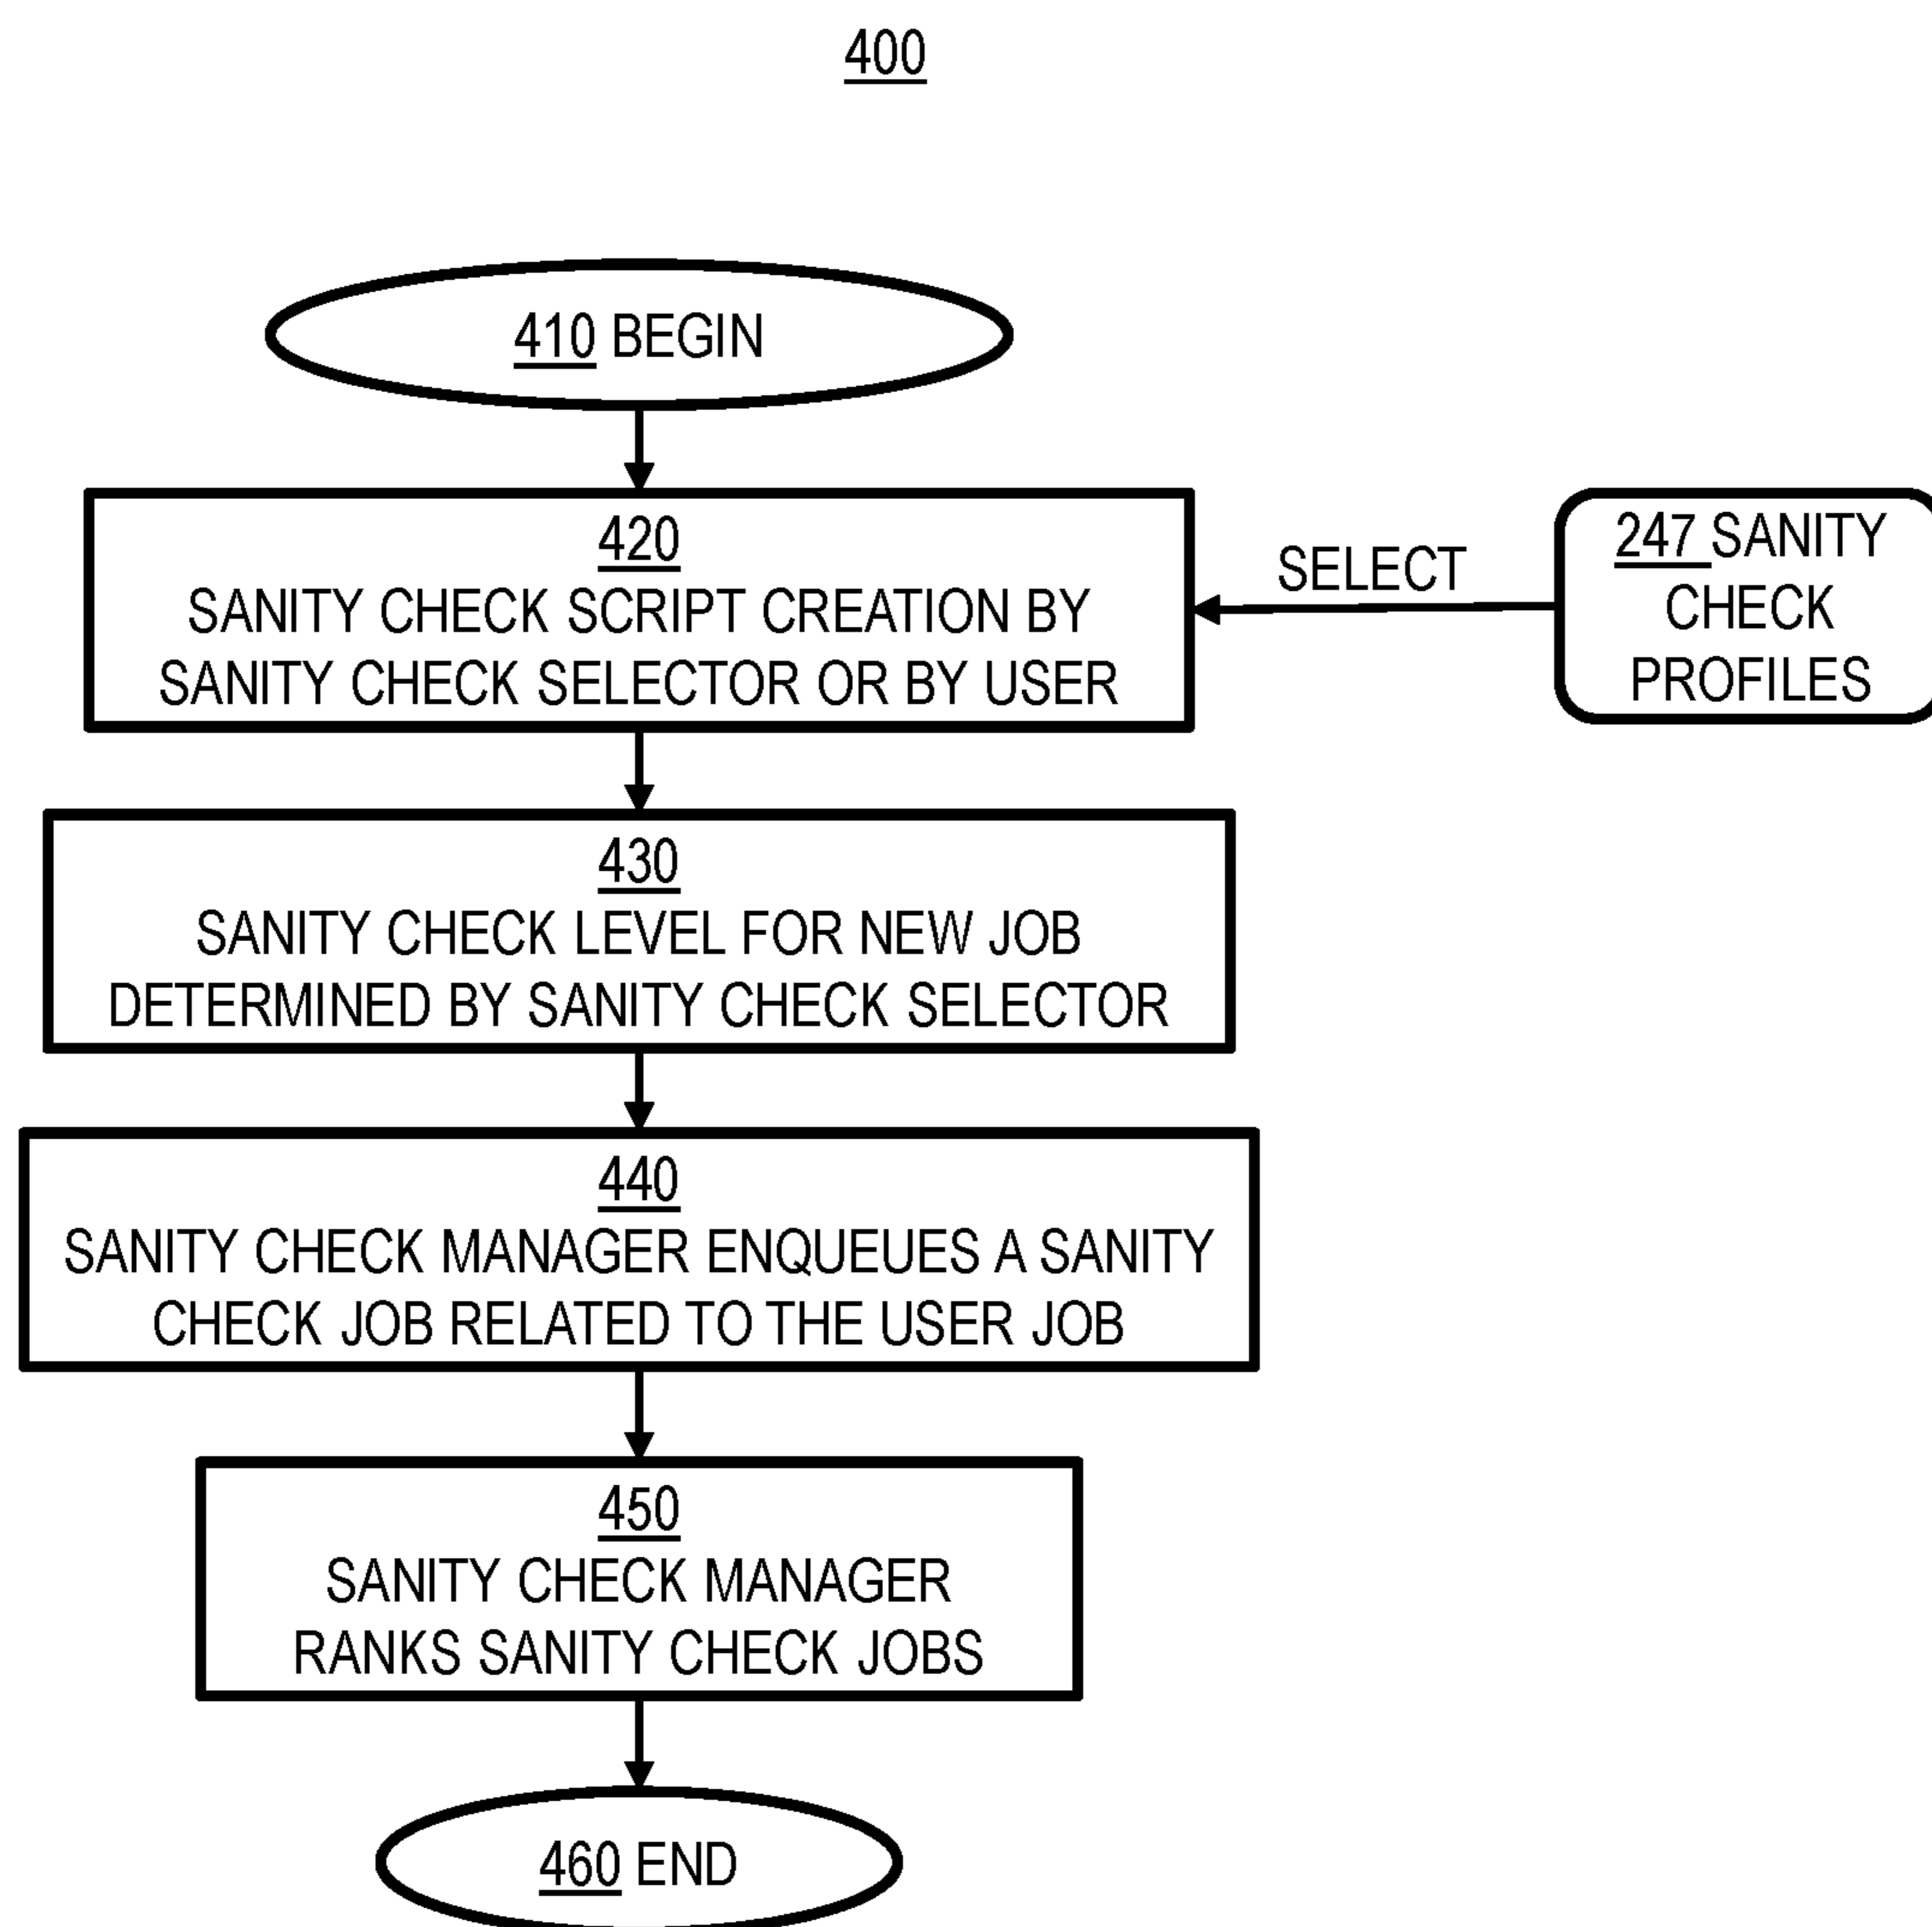 400
410 BEGIN
420
SANITY CHECK SCRIPT CREATION BY
SANITY CHECK SELECTOR OR BY USER
SELECT
247 SANITY
CHECK
PROFILES
430
SANITY CHECK LEVEL FOR NEW JOB
DETERMINED BY SANITY CHECK SELECTOR
440
SANITY CHECK MANAGER ENQUEUES A SANITY
CHECK JOB RELATED TO THE USER JOB
450
SANITY CHECK MANAGER
RANKS SANITY CHECK JOBS
460 END